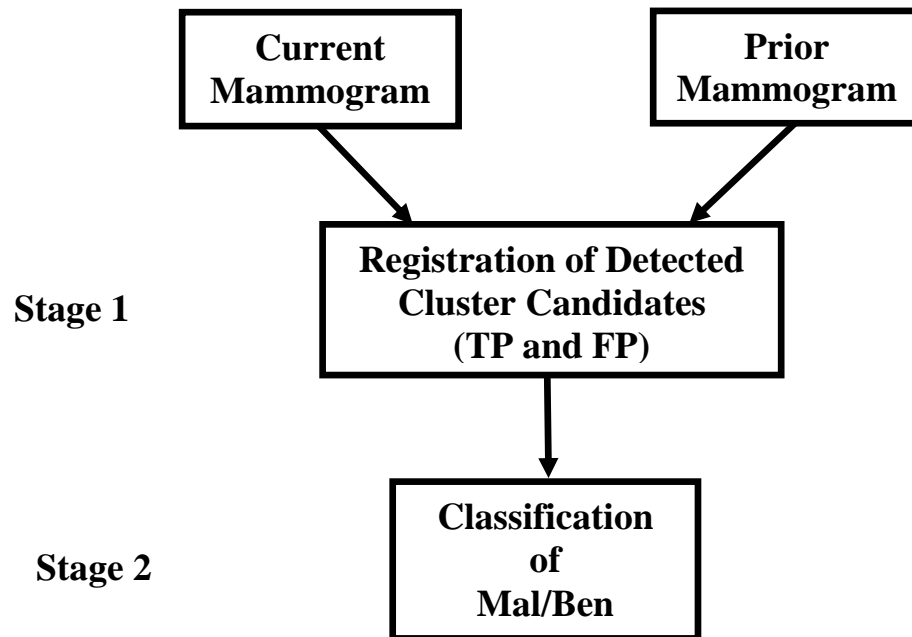 Current
Mammogram
Prior
Mammogram
Stage 1
Registration of Detected
Cluster Candidates
(TP and FP)
Stage 2
Classification
of
Mal/Ben